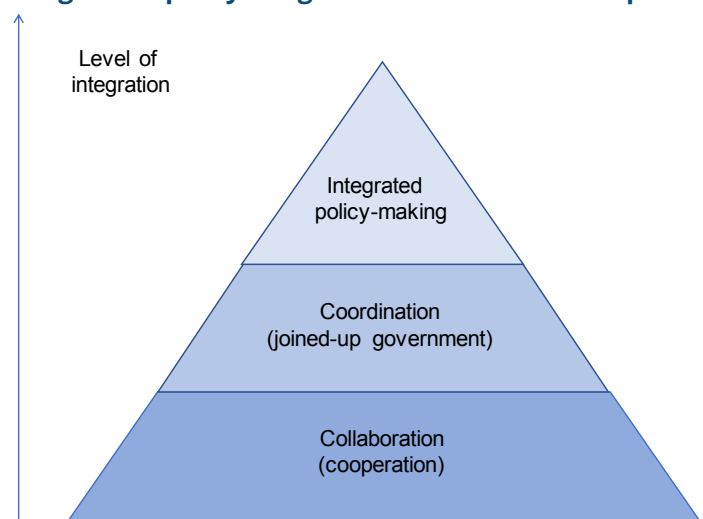 Level of
integration
Integrated
policy-making
Coordination
(joined-up government)
Collaboration
(cooperation)